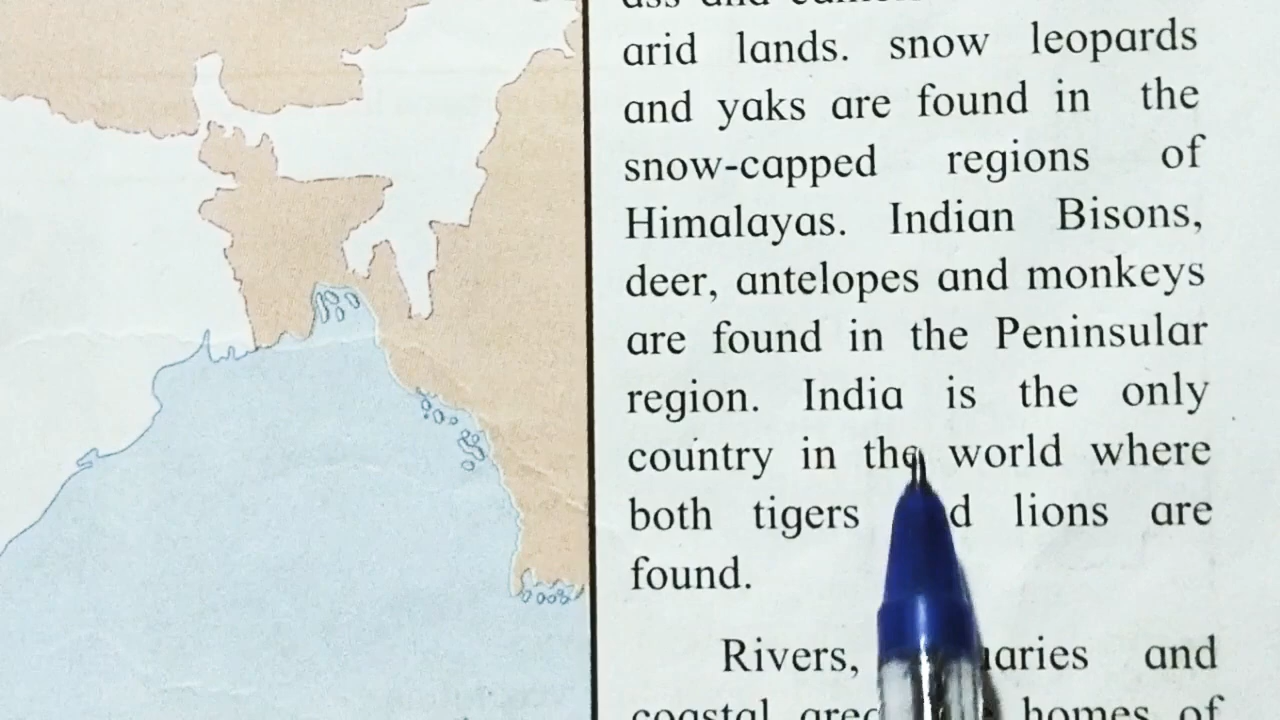 arid lands. snow leopards
and yaks are found in the
snow-capped regions of
Himalayas. Indian Bisons,
deer, antelopes and monkeys
are found in the Peninsular
region. India is the only
country in the world where
both tigers lions are
found.
Rivers, and
coastal homes of